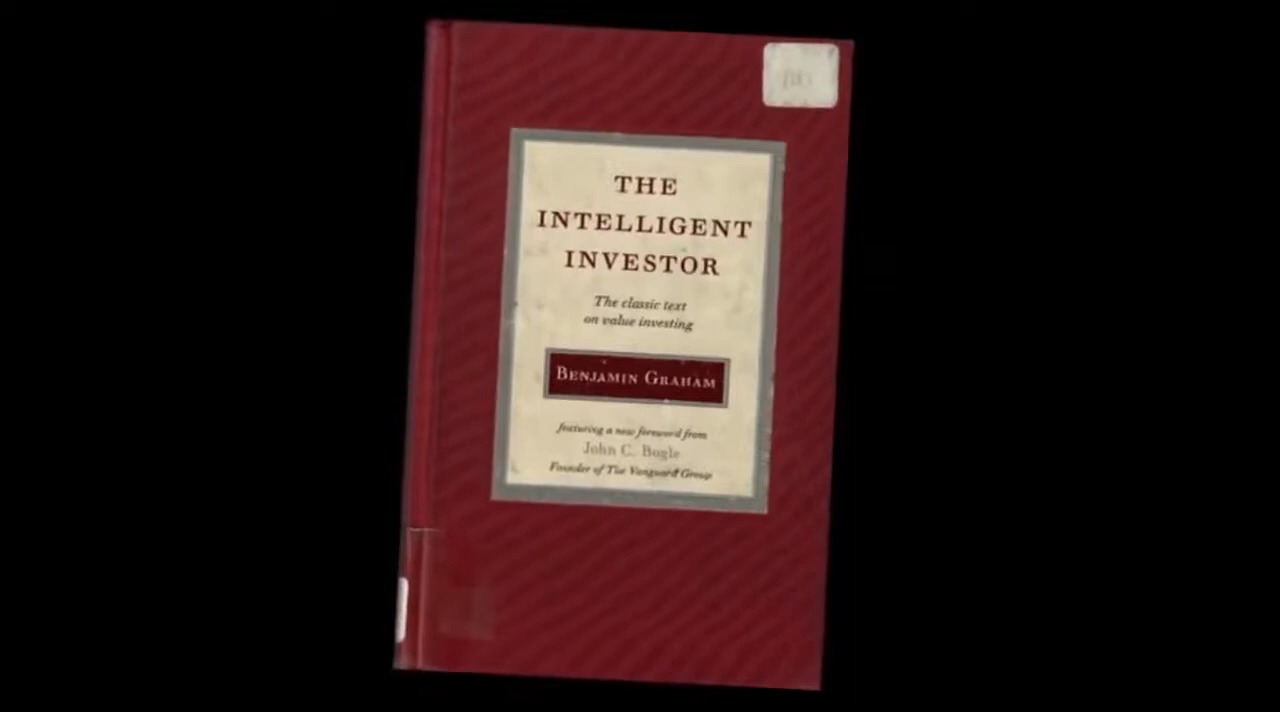 THE
INTELLIGENT
INVESTOR
The classic text
on value investing
BENJAMIN GRAHAM
featuring a new foreword from
John C. Bogle
Founder of The Vanguard Group